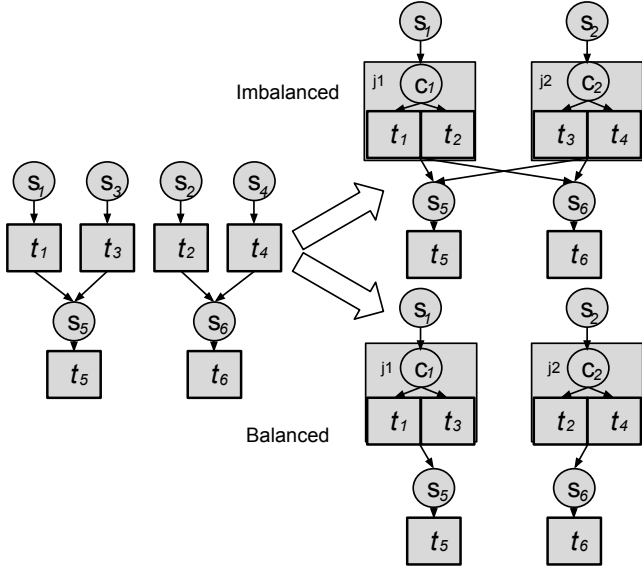 s1 s2
Imbalanced j1 c1 j2 c2
t1 t2 t3 t4
s1 s3 s2 s4
s5 s6
t1 t3 t2 t4
t5 t6
s5 s6
s1 s2
t5 t6
j1 c1 j2 c2
t1 t3 t2 t4
Balanced
s5 s6
t5 t6